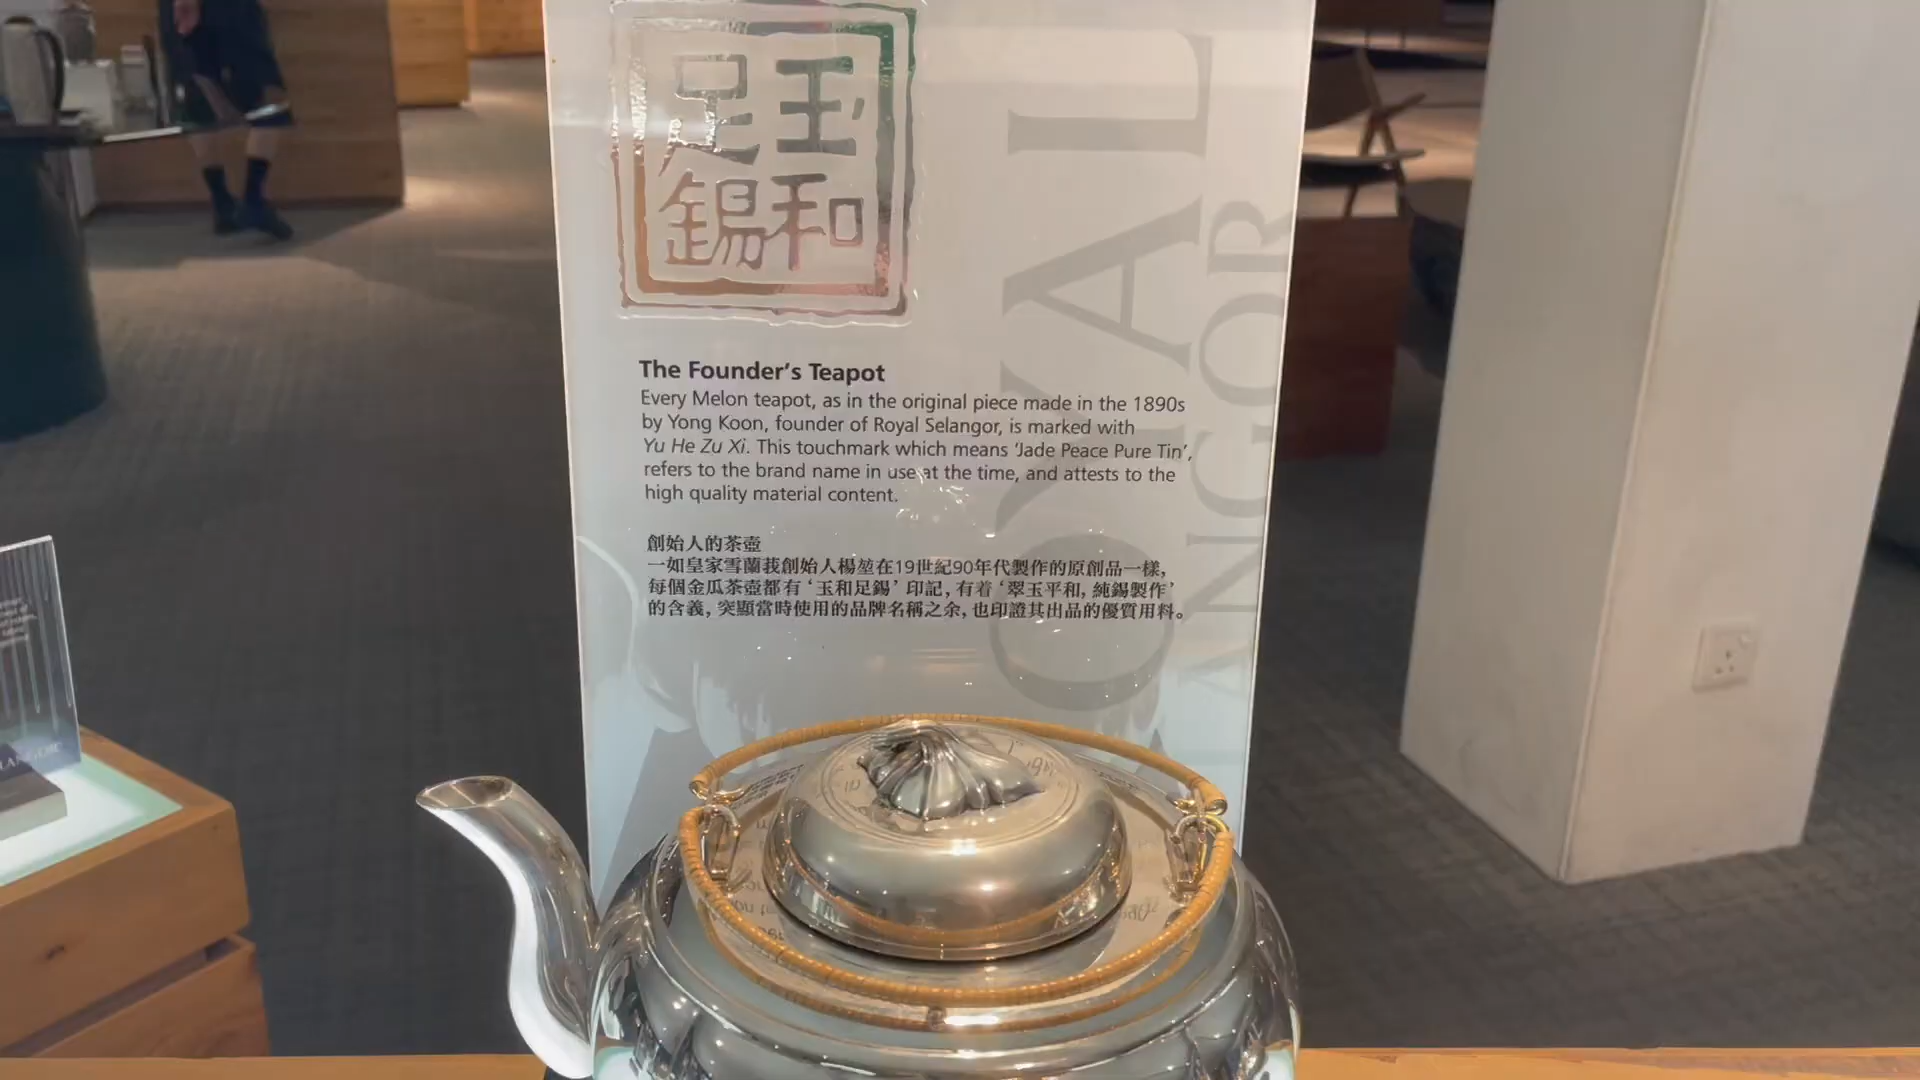 玉和
足錫
ROYAL
SELANGOR
The Founder's Teapot
Every Melon teapot, as in the original piece made in the 1890s
by Yong Koon, founder of Royal Selangor, is marked with
Yu He Zu Xi. This touchmark which means 'Jade Peace Pure Tin',
refers to the brand name in use at the time, and attests to the
high quality material content.
創始人的茶壺
一如皇家雪蘭莪創始人楊堃在19世紀90年代製作的原創品一樣,
每個金瓜茶壺都有‘玉和足錫’印記, 有着‘翠玉平和, 純錫製作’
的含義, 突顯當時使用的品牌名稱之余, 也印證其出品的優質用料。